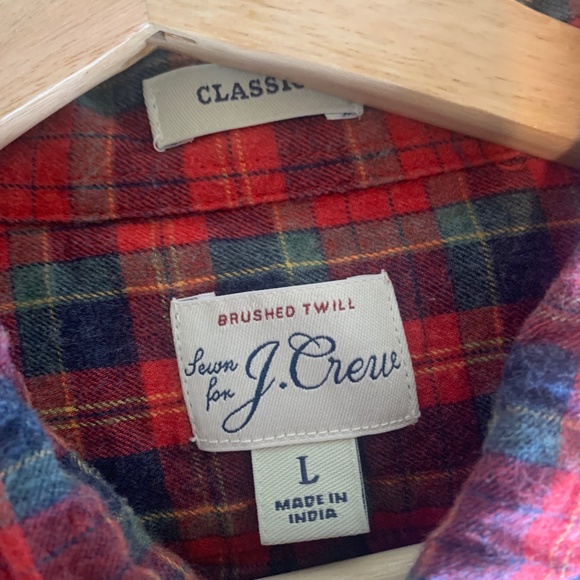 CLASSIC
BRUSHED TWILL
Sewn
for
J.Crew
L
MADE IN
INDIA